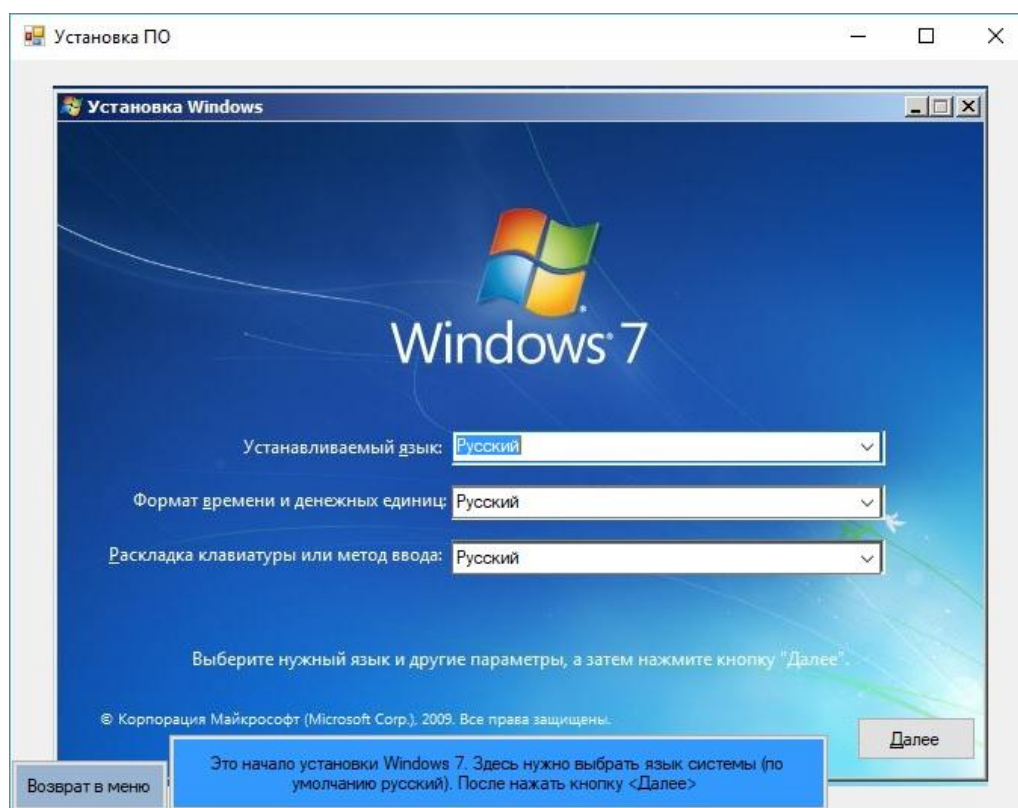 Установка ПО
Установка Windows
Windows 7
Устанавливаемый язык: Русский
Формат времени и денежных единиц: Русский
Раскладка клавиатуры или метод ввода: Русский
Выберите нужный язык и другие параметры, а затем нажмите кнопку "Далее".
© Корпорация Майкрософт (Microsoft Corp.), 2009. Все права защищены.
Далее
Это начало установки Windows 7. Здесь нужно выбрать язык системы (по
умолчанию русский). После нажать кнопку <Далее>
Возврат в меню